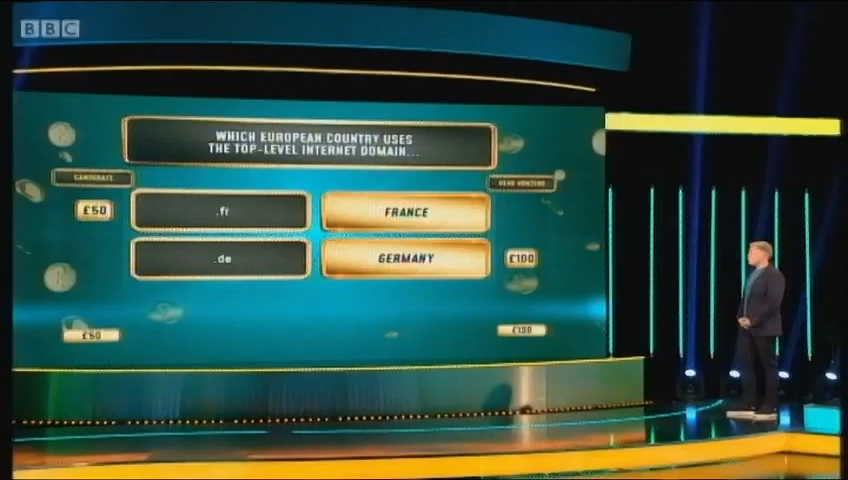 BBC
WHICH EUROPEAN COUNTRY USES
THE TOP-LEVEL INTERNET DOMAIN...
CANDIDATE
HEAD HUNTERS
£50
.fr
FRANCE
.de
GERMANY
£100
£50